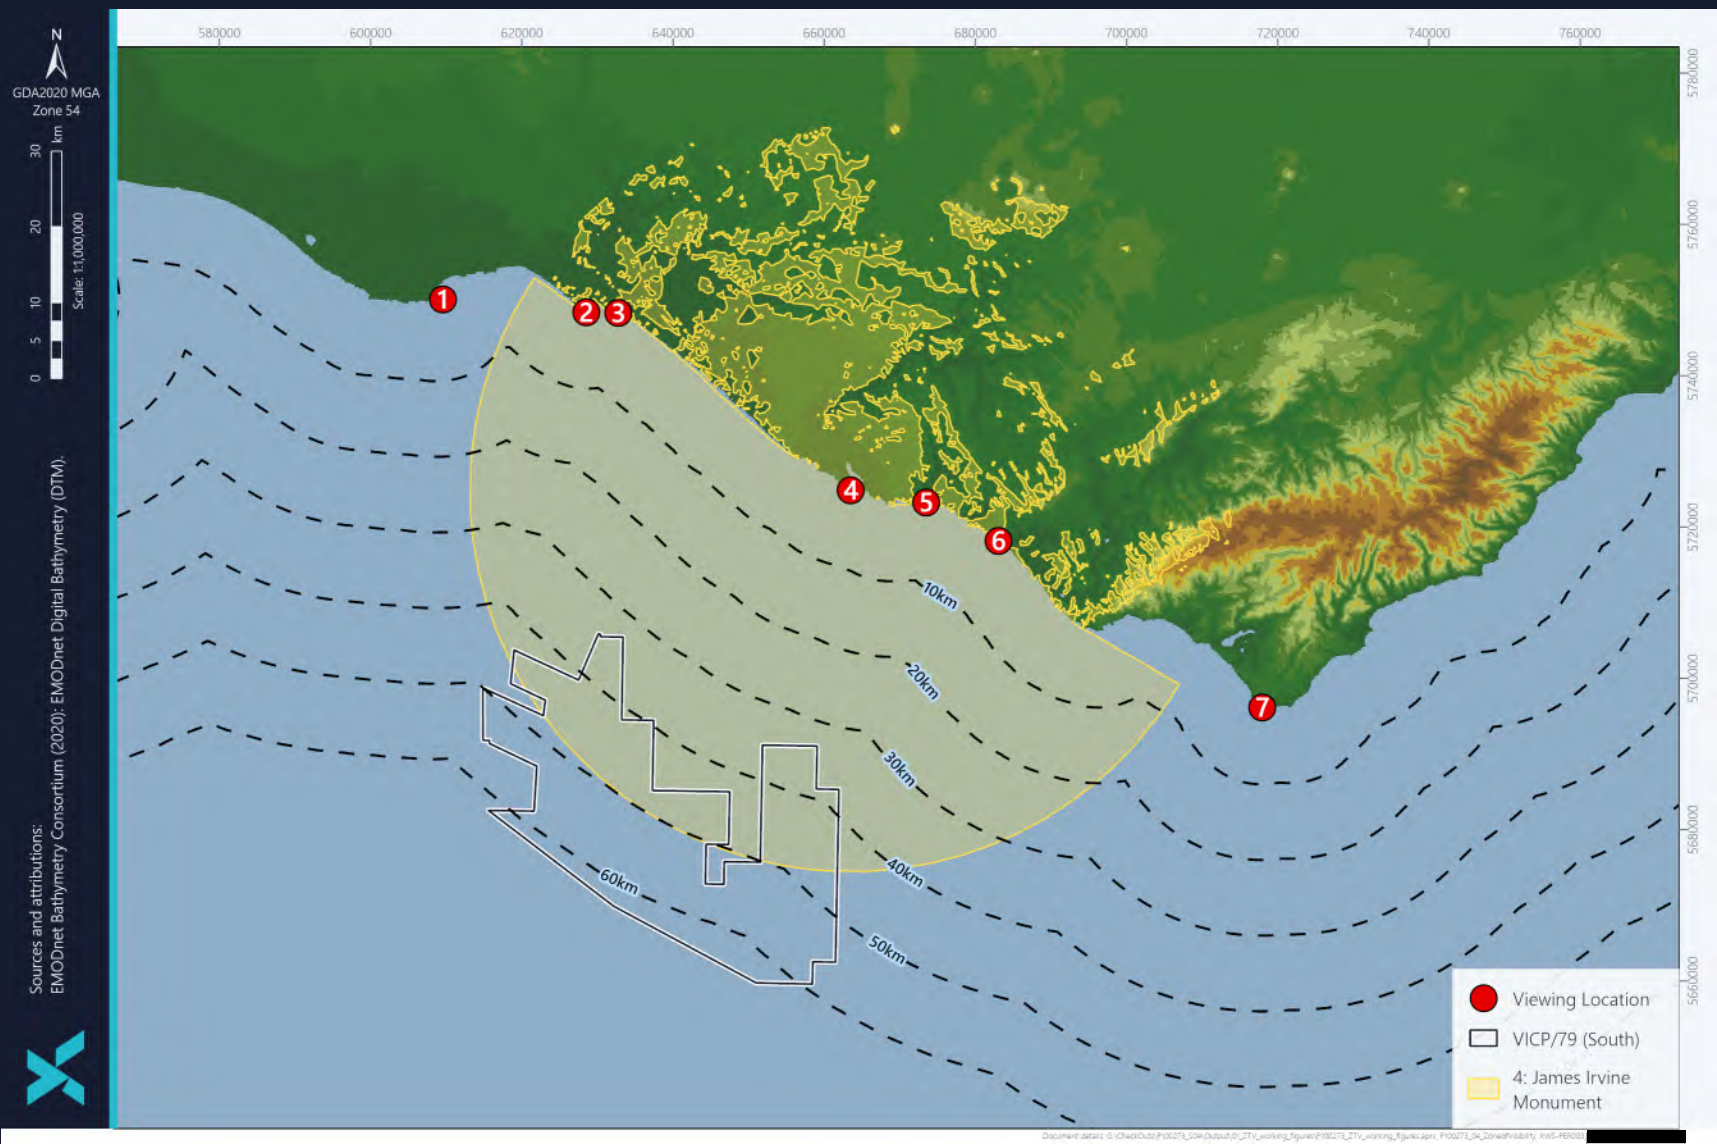 580000 600000 620000 640000 660000 680000 700000 720000 740000 760000
N
GDA2020 MGA
Zone 54
km
30
20
10
5
0
Scale: 1:1,000,000
Sources and attributions:
EMODnet Bathymetry Consortium (2020): EMODnet Digital Bathymetry (DTM).
5780000
5760000
5740000
5720000
5700000
5680000
5660000
1
2
3
4
5
6
7
10km
20km
30km
40km
50km
60km
Viewing Location
VICP/79 (South)
4: James Irvine
Monument